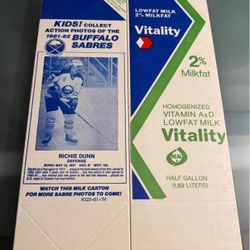 KIDS! COLLECT
ACTION PHOTOS OF THE
1981-82 BUFFALO
SABRES
RICHIE DUNN
DEFENSE
WATCH THIS MILK CARTON
FOR MORE SABRE PHOTOS TO COME!
LOWFAT MILK
2% MILKFAT
Vitality
2%
Milkfat
HOMOGENIZED
VITAMIN A&D
LOWFAT MILK
Vitality
REAL
HALF GALLON
(1.89 LITERS)